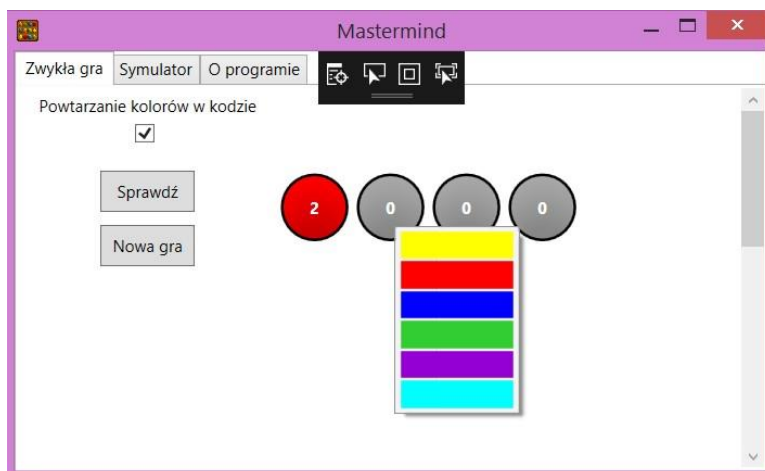 Mastermind
Zwykła gra Symulator O programie
Powtarzanie kolorów w kodzie
Sprawdź
2 0 0 0
Nowa gra